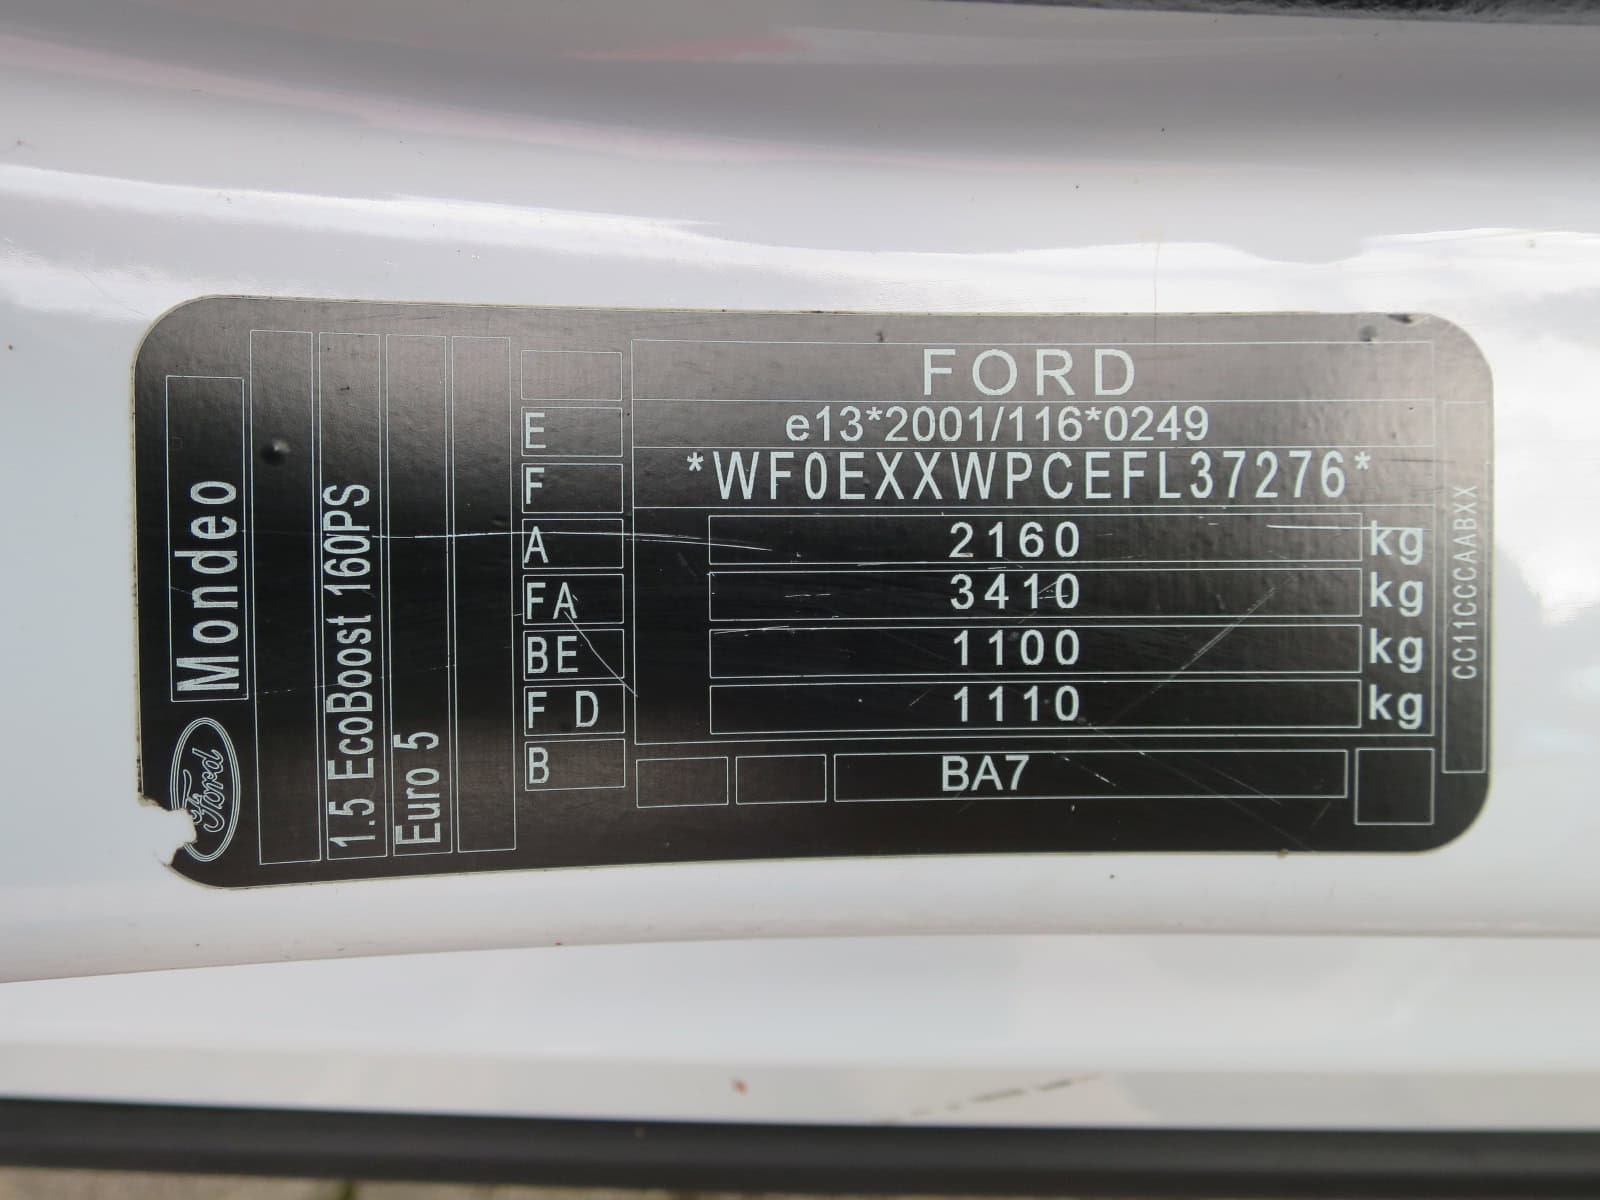 Ford Mondeo
1.5 EcoBoost 160PS
Euro 5
FORD
E e13*2001/116*0249
F *WF0EXXWPCEFL37276*
A 2160 kg
FA 3410 kg
BE 1100 kg
F D 1110 kg
B BA7
CC11CCCAABXX